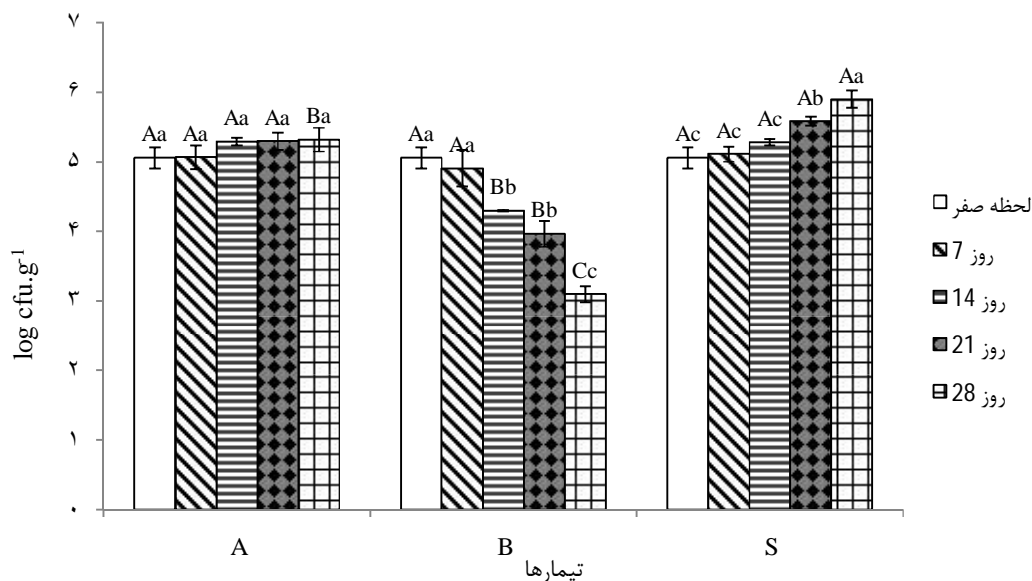 log cfu.g-1
۷
۶
۵
۴
۳
۲
۱
۰
Aa Aa Aa Aa Ba
Aa Aa Bb Bb Cc
Ac Ac Ac Ab Aa
A B S
تیمارها
لحظه صفر
روز 7
روز 14
روز 21
روز 28